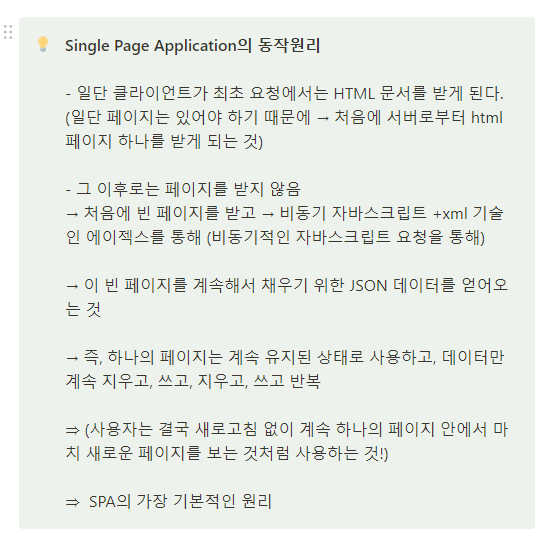 Single Page Application의 동작원리
- 일단 클라이언트가 최초 요청에서는 HTML 문서를 받게 된다.
(일단 페이지는 있어야 하기 때문에 → 처음에 서버로부터 html
페이지 하나를 받게 되는 것)
- 그 이후로는 페이지를 받지 않음
→ 처음에 빈 페이지를 받고 → 비동기 자바스크립트 +xml 기술
인 에이젝스를 통해 (비동기적인 자바스크립트 요청을 통해)
→ 이 빈 페이지를 계속해서 채우기 위한 JSON 데이터를 얻어오
는 것
→ 즉, 하나의 페이지는 계속 유지된 상태로 사용하고, 데이터만
계속 지우고, 쓰고, 지우고, 쓰고 반복
⇒ (사용자는 결국 새로고침 없이 계속 하나의 페이지 안에서 마
치 새로운 페이지를 보는 것처럼 사용하는 것!)
⇒ SPA의 가장 기본적인 원리